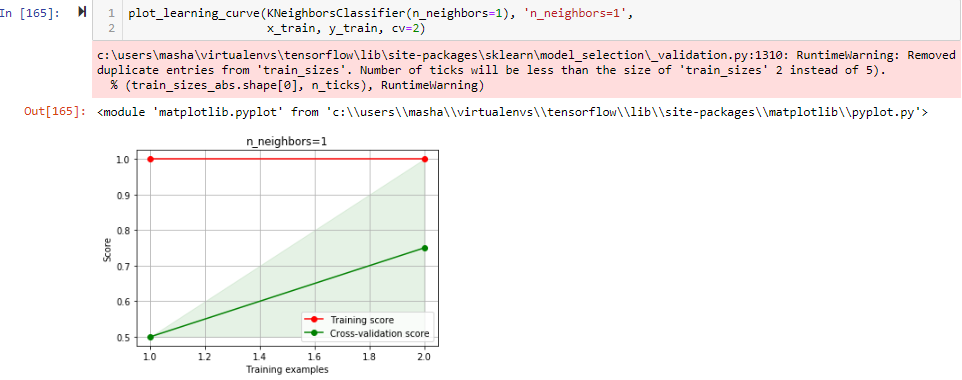 In [165]:
1 plot_learning_curve(KNeighborsClassifier(n_neighbors=1), 'n_neighbors=1',
2 x_train, y_train, cv=2)
c:\users\masha\virtualenvs\tensorflow\lib\site-packages\sklearn\model_selection\_validation.py:1310: RuntimeWarning: Removed
duplicate entries from 'train_sizes'. Number of ticks will be less than the size of 'train_sizes' 2 instead of 5).
% (train_sizes_abs.shape[0], n_ticks), RuntimeWarning)
Out[165]: <module 'matplotlib.pyplot' from 'c:\\users\\masha\\virtualenvs\\tensorflow\\lib\\site-packages\\matplotlib\\pyplot.py'>
n_neighbors=1
1.0
0.9
0.8
0.7
0.6
0.5
Score
Training score
Cross-validation score
1.0 1.2 1.4 1.6 1.8 2.0
Training examples